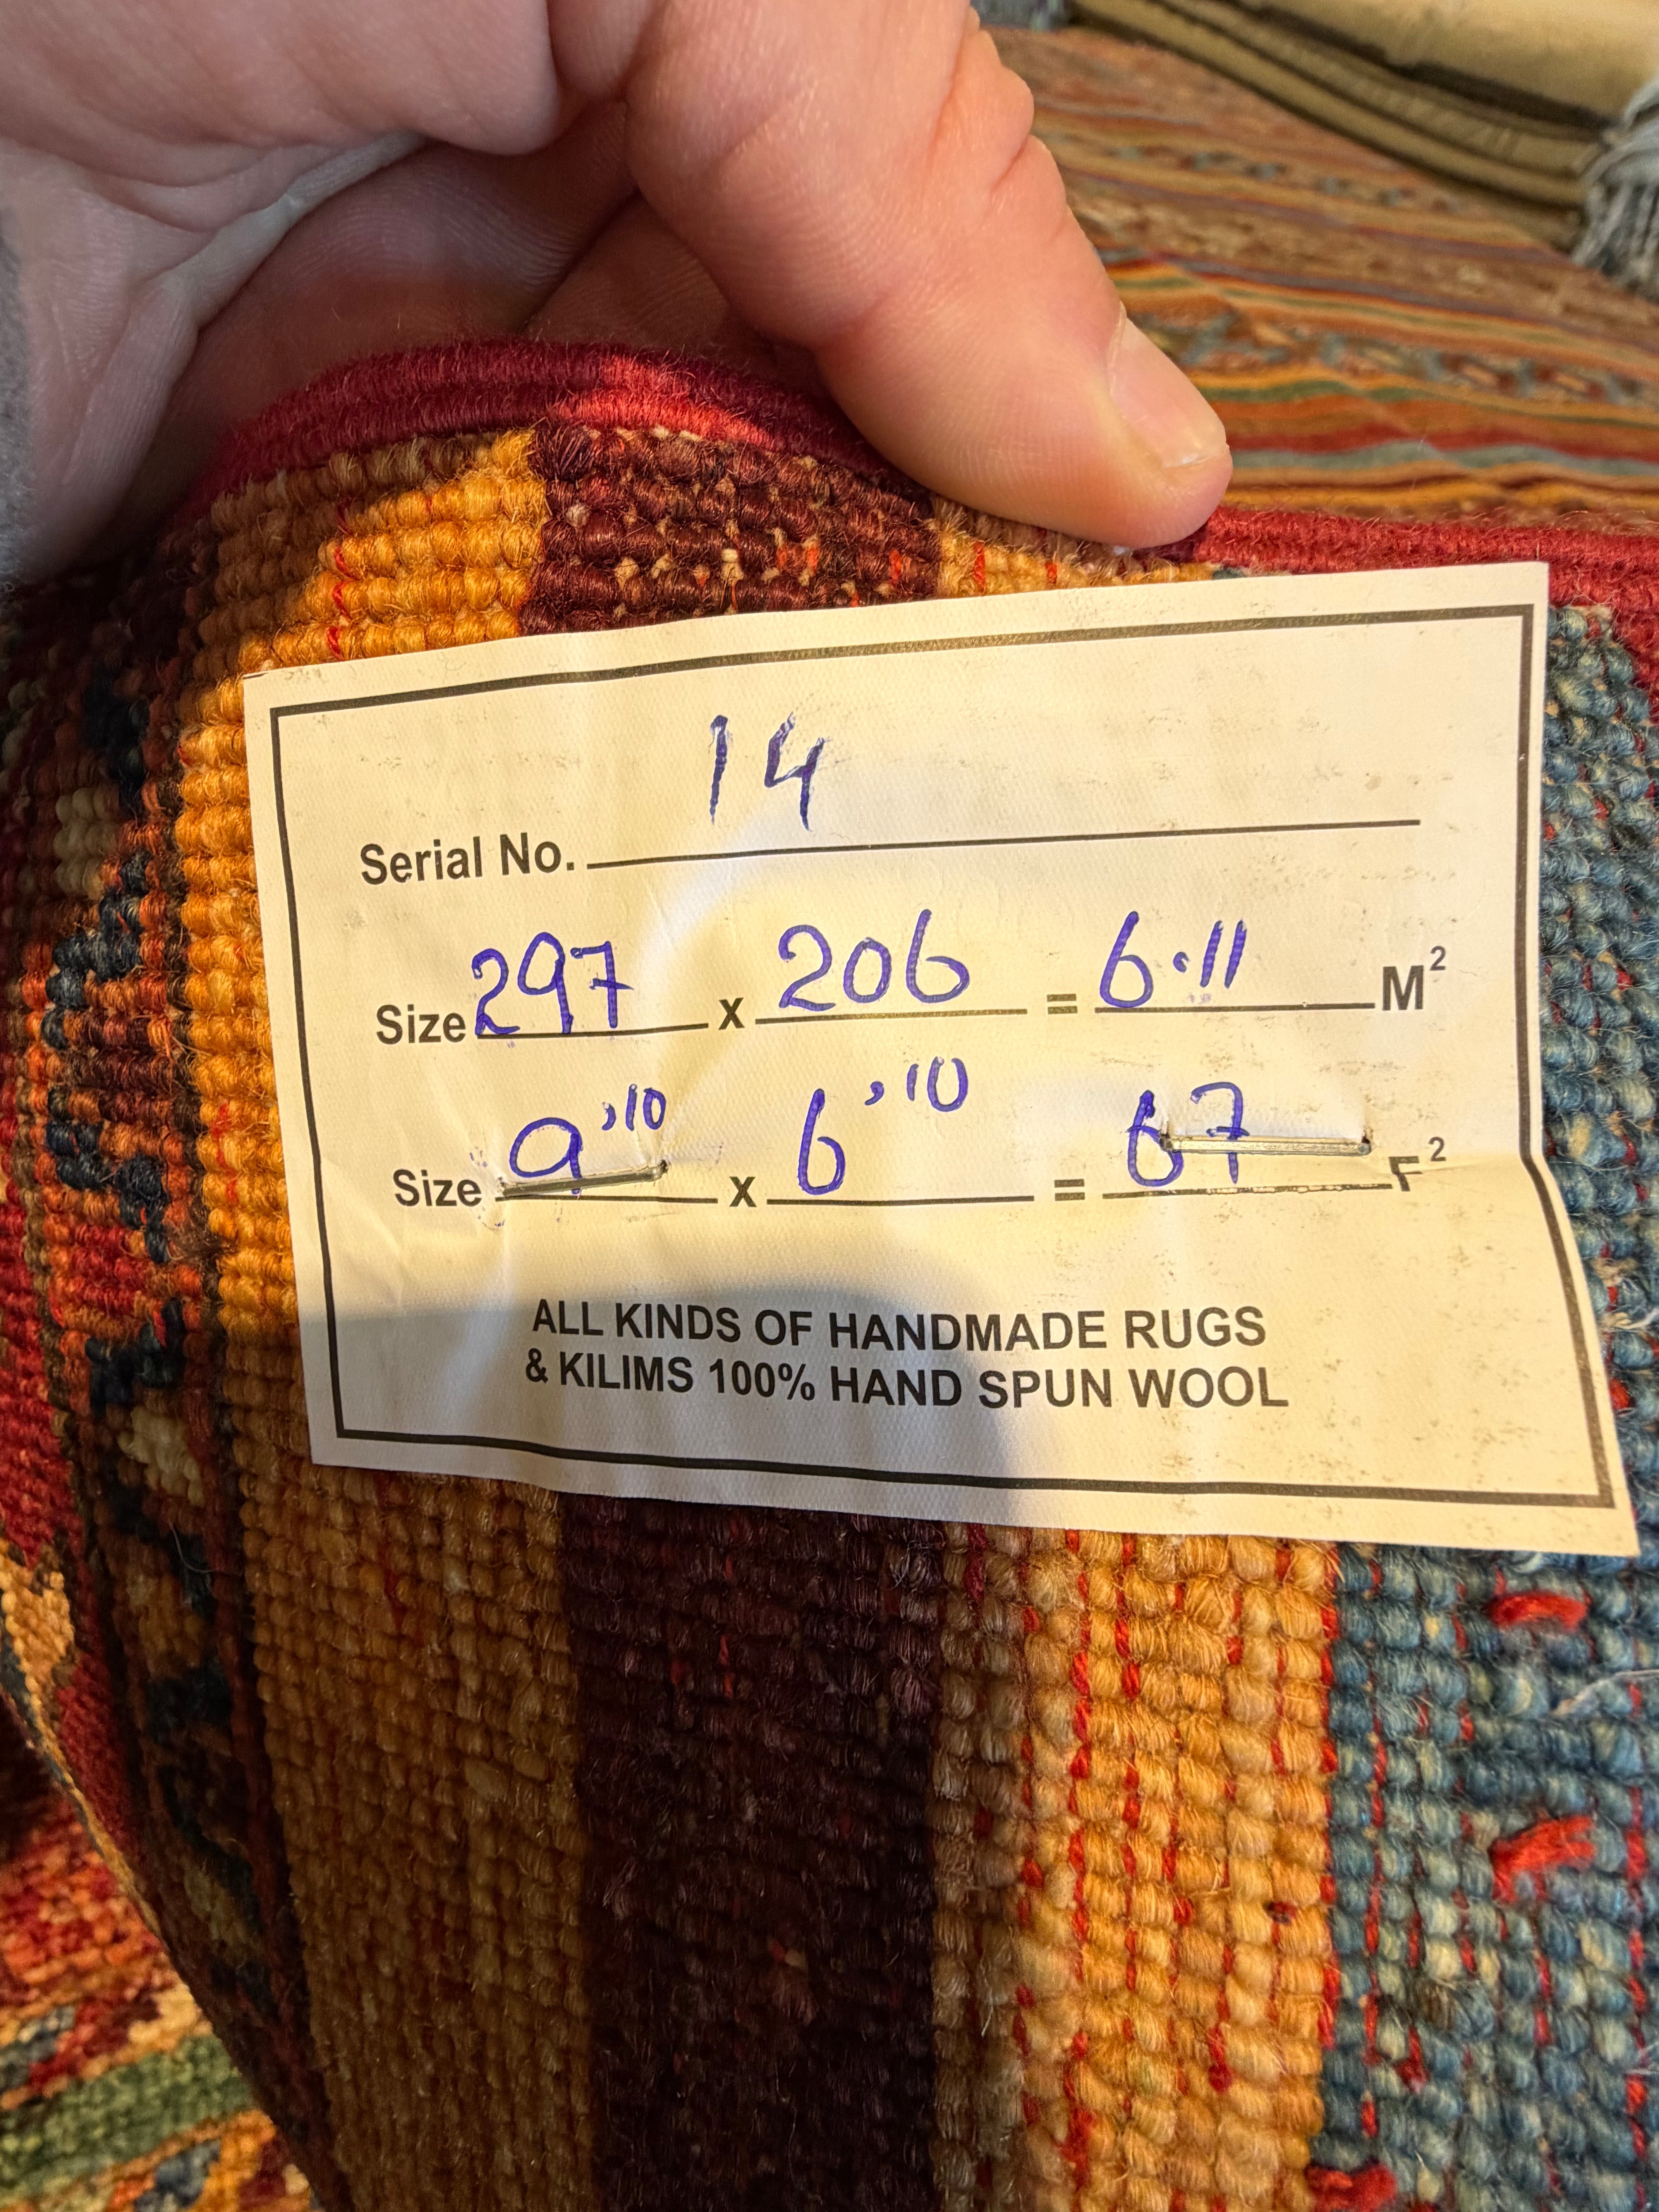 Serial No. 14
Size 297 x 206 = 6.11 M²
Size 9,10 x 6,10 = 67 F²
ALL KINDS OF HANDMADE RUGS
& KILIMS 100% HAND SPUN WOOL